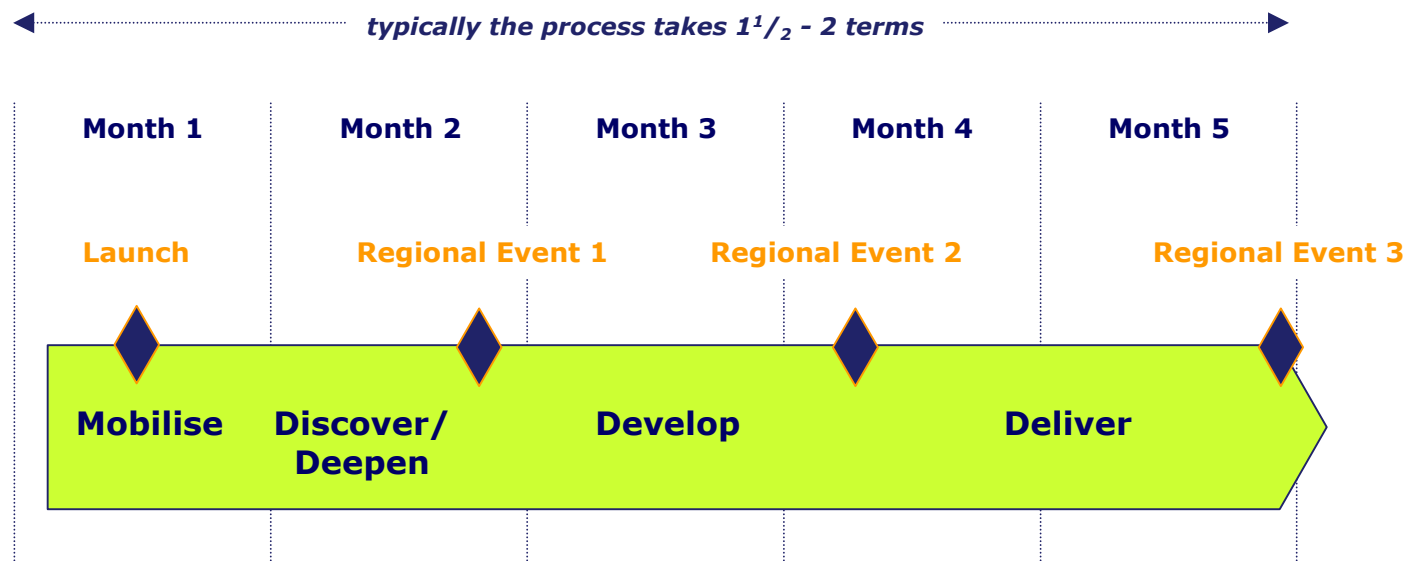 typically the process takes 1¹/₂ - 2 terms
Month 1
Month 2
Month 3
Month 4
Month 5
Launch
Regional Event 1
Regional Event 2
Regional Event 3
Mobilise
Discover/
Deepen
Develop
Deliver